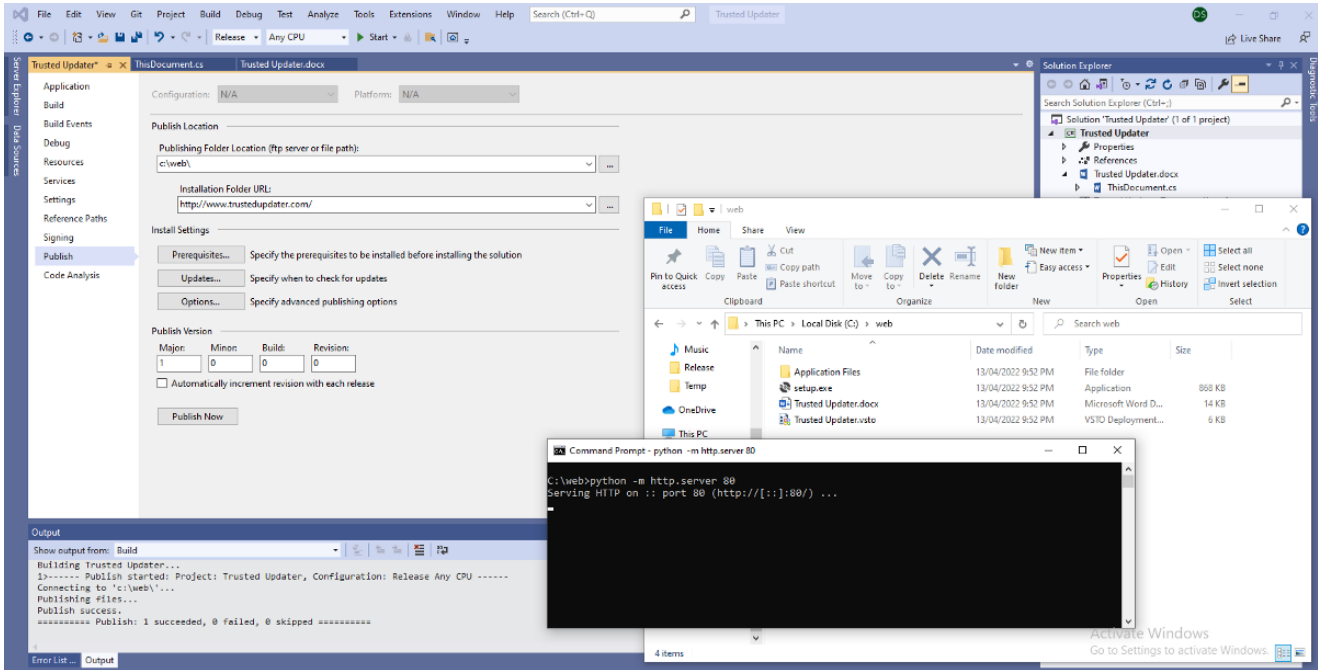 File Edit View Git Project Build Debug Test Analyze Tools Extensions Window Help Search (Ctrl+Q) Trusted Updater DS
Release Any CPU Start Live Share
Server Explorer
Data Sources
Trusted Updater* ThisDocument.cs Trusted Updater.docx
Application
Build
Build Events
Debug
Resources
Services
Settings
Reference Paths
Signing
Publish
Code Analysis
Configuration: N/A Platform: N/A
Publish Location
Publishing Folder Location (ftp server or file path):
c:\web\
...
Installation Folder URL:
http://www.trustedupdater.com/
...
Install Settings
Prerequisites... Specify the prerequisites to be installed before installing the solution
Updates... Specify when to check for updates
Options... Specify advanced publishing options
Publish Version
Major: Minor: Build: Revision:
1 0 0 0
Automatically increment revision with each release
Publish Now
Solution Explorer
Search Solution Explorer (Ctrl+;)
Solution 'Trusted Updater' (1 of 1 project)
Trusted Updater
Properties
References
Trusted Updater.docx
ThisDocument.cs
Diagnostic Tools
web
File Home Share View
Pin to Quick access
Copy
Paste
Cut
Copy path
Paste shortcut
Move to
Copy to
Delete
Rename
New folder
New item
Easy access
Properties
Open
Edit
History
Select all
Select none
Invert selection
Clipboard Organize New Open Select
This PC > Local Disk (C:) > web Search web
Music
Release
Temp
OneDrive
This PC
Name Date modified Type Size
Application Files 13/04/2022 9:52 PM File folder
setup.exe 13/04/2022 9:52 PM Application 868 KB
Trusted Updater.docx 13/04/2022 9:52 PM Microsoft Word D... 14 KB
Trusted Updater.vsto 13/04/2022 9:52 PM VSTO Deployment... 6 KB
Command Prompt - python -m http.server 80
C:\web>python -m http.server 80
Serving HTTP on :: port 80 (http://[::]:80/) ...
Output
Show output from: Build
Building Trusted Updater...
1>------ Publish started: Project: Trusted Updater, Configuration: Release Any CPU ------
Connecting to 'c:\web\'...
Publishing files...
Publish success.
========== Publish: 1 succeeded, 0 failed, 0 skipped ==========
Error List ... Output
4 items
Activate Windows
Go to Settings to activate Windows.